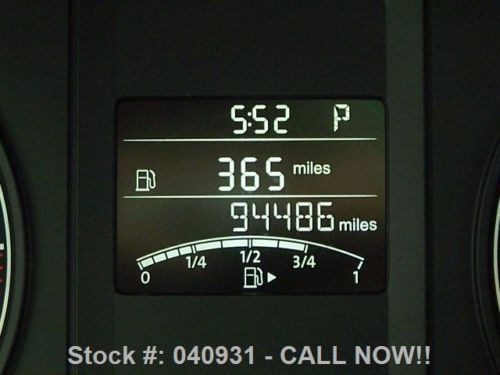 5:52 P
365 miles
94486 miles
0 1/4 1/2 3/4 1
Stock #: 040931 - CALL NOW!!